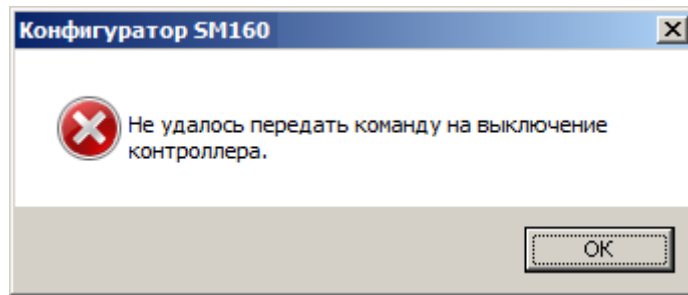 Конфигуратор SM160
Не удалось передать команду на выключение
контроллера.
OK